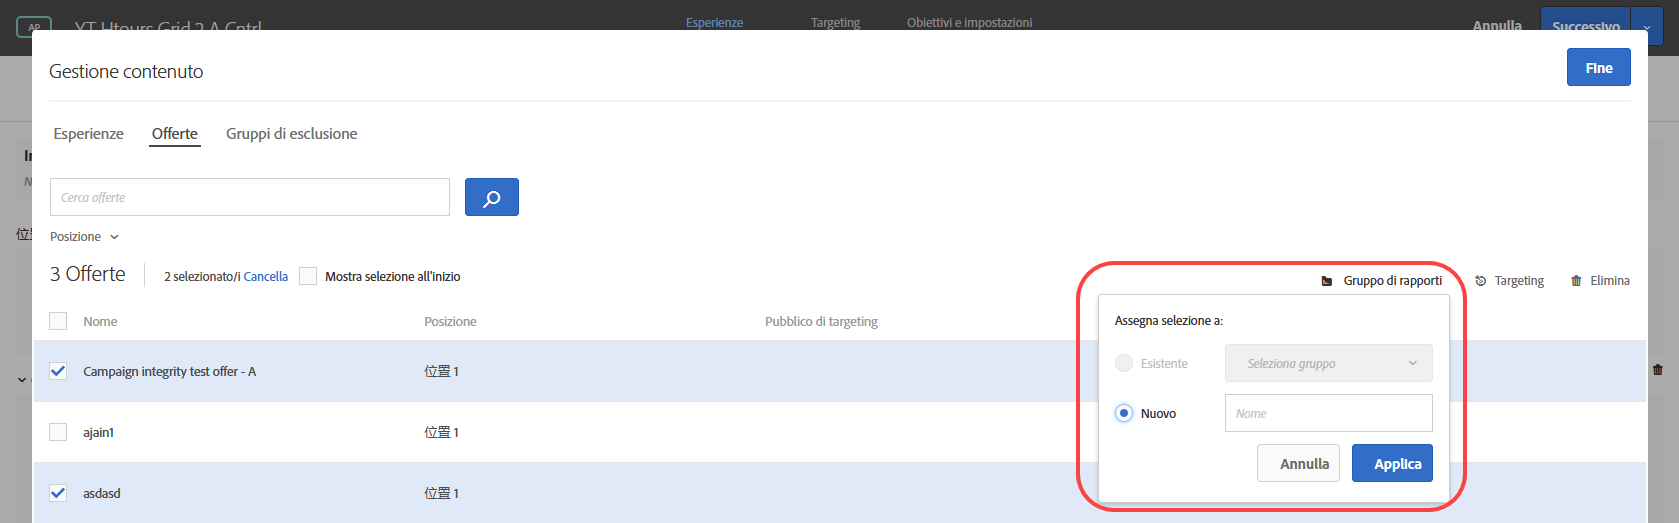 AP
YT Htours Grid 2 A Cntrl
Esperienze
Targeting
Obiettivi e impostazioni
Annulla
Successivo
Gestione contenuto
Fine
Esperienze
Offerte
Gruppi di esclusione
Cerca offerte
Posizione
3 Offerte
2 selezionato/i Cancella
Mostra selezione all'inizio
Gruppo di rapporti
Targeting
Elimina
Nome
Posizione
Pubblico di targeting
Assegna selezione a:
Campaign integrity test offer - A
位置 1
Esistente
Seleziona gruppo
Nuovo
Nome
ajain1
位置 1
Annulla
Applica
asdasd
位置 1